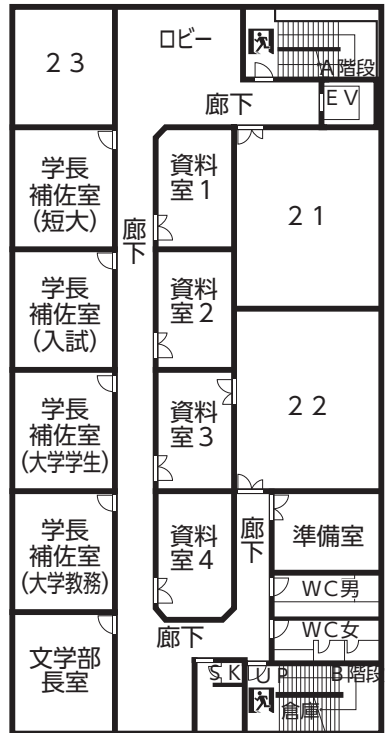 ロビー
23
A階段
EV
廊下
学長
補佐室
(短大)
資料
室1
21
廊下
学長
補佐室
(入試)
資料
室2
学長
補佐室
(大学学生)
資料
室3
22
学長
補佐室
(大学教務)
資料
室4
廊下
準備室
WC男
WC女
廊下
文学部
長室
SK
UP
B階段
倉庫